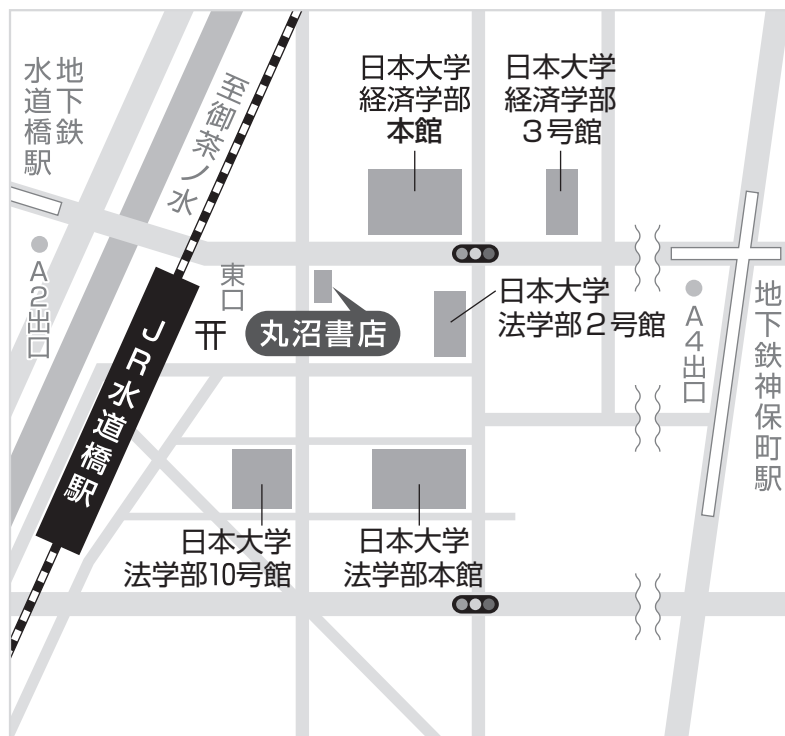 地下鉄
水道橋駅
至御茶ノ水
日本大学
経済学部
本館
日本大学
経済学部
3号館
A2出口
東口
JR水道橋駅
丸沼書店
日本大学
法学部2号館
A4出口
地下鉄神保町駅
日本大学
法学部10号館
日本大学
法学部本館